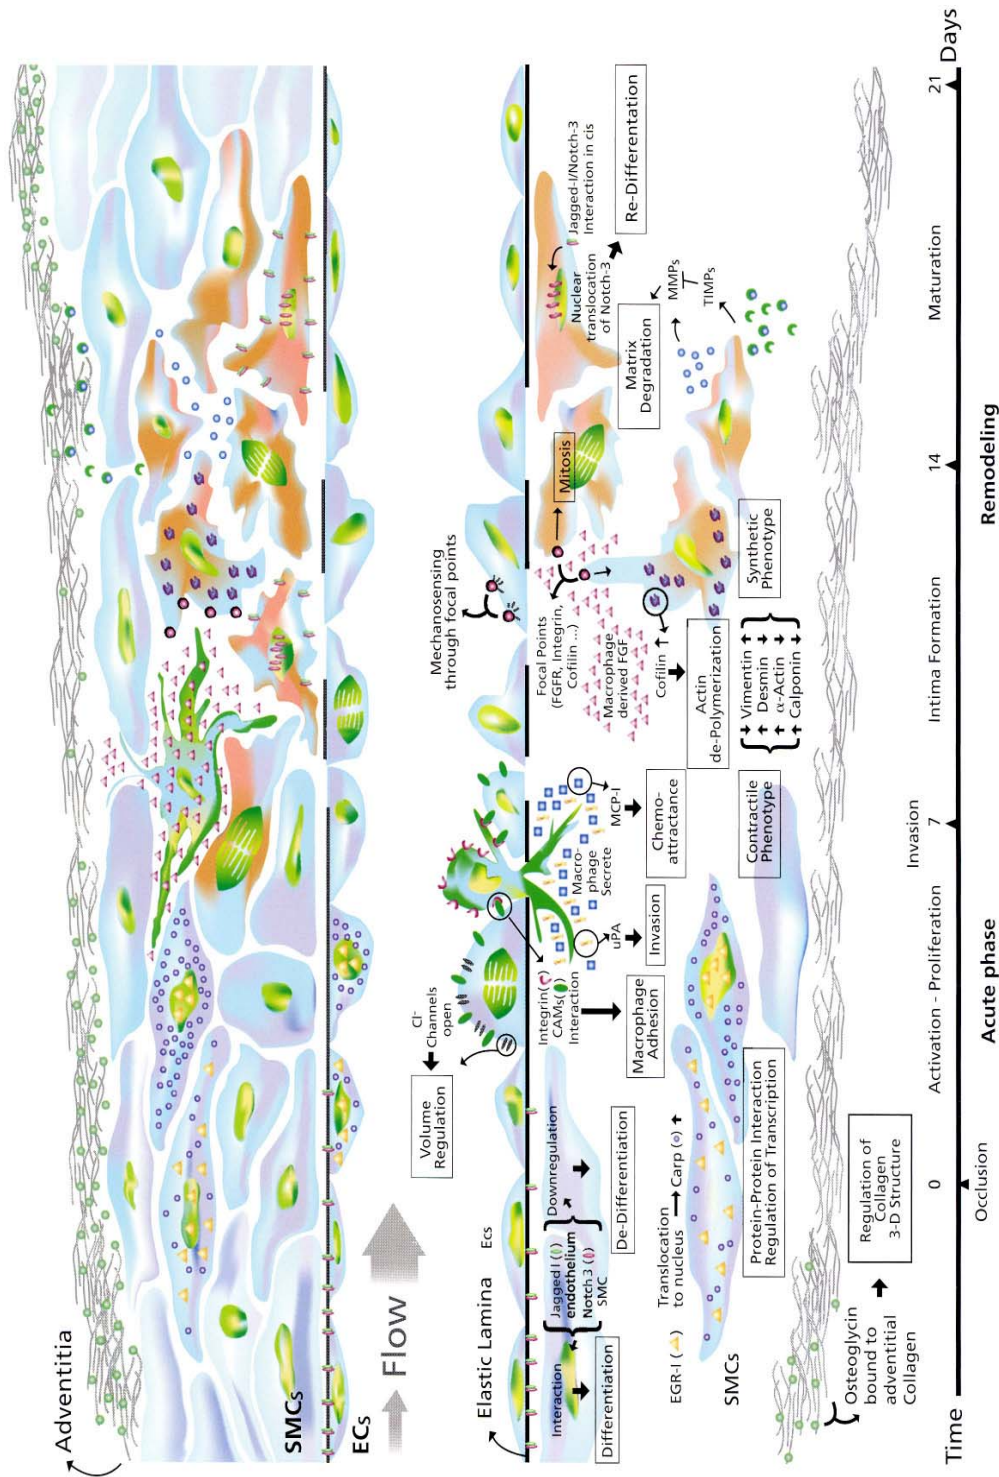 Adventitia
SMCs
ECs
Flow
Elastic Lamina
Ecs
Cl-
Channels
open
Volume
Regulation
Mechanosensing
through focal points
Interaction
Differentiation
Jagged I ( )
endothelium
Notch 3 ( )
SMC
Downregulation
De-Differentiation
Integrin( )
CAMs( )
Interaction
Macrophage
Adhesion
Macro-
phage
Secrete
uPA
Invasion
MCP-I
Chemo-
attractance
Focal Points
(FGFR, Integrin,
Cofilin ...)
Mitosis
Macrophage
derived FGF
Cofilin
Actin
de-Polymerization
Nuclear
translocation
of Notch-3
Jagged-I/Notch-3
Interaction in cis
Re-Differentation
Matrix
Degradation
MMPs
TIMPs
EGR-I ( )
Translocation
to nucleus
Carp (o)
SMCs
Protein-Protein Interaction
Regulation of Transcription
Contractile
Phenotype
Vimentin
Desmin
α-Actin
Calpomin
Synthetic
Phenotype
Osteoglycin
bound to
adventitial
Collagen
Regulation of
Collagen
3-D Structure
Activation - Proliferation
Invasion
Intima Formation
Maturation
Time
0
7
14
21
Days
Occlusion
Acute phase
Remodeling